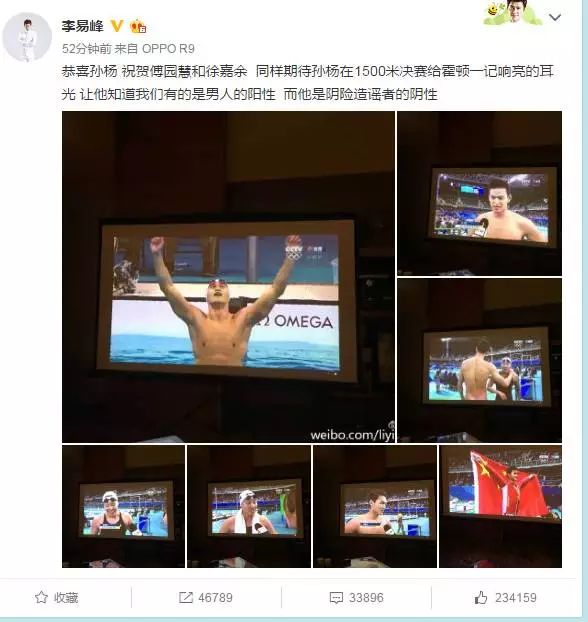 李易峰
52分钟前 来自 OPPO R9
恭喜孙杨 祝贺傅园慧和徐嘉余 同样期待孙杨在1500米决赛给霍顿一记响亮的耳
光 让他知道我们有的是男人的阳性 而他是阴险造谣者的阴性
CCTV
Ω OMEGA
weibo.com/liyi
收藏
46789
33896
234159